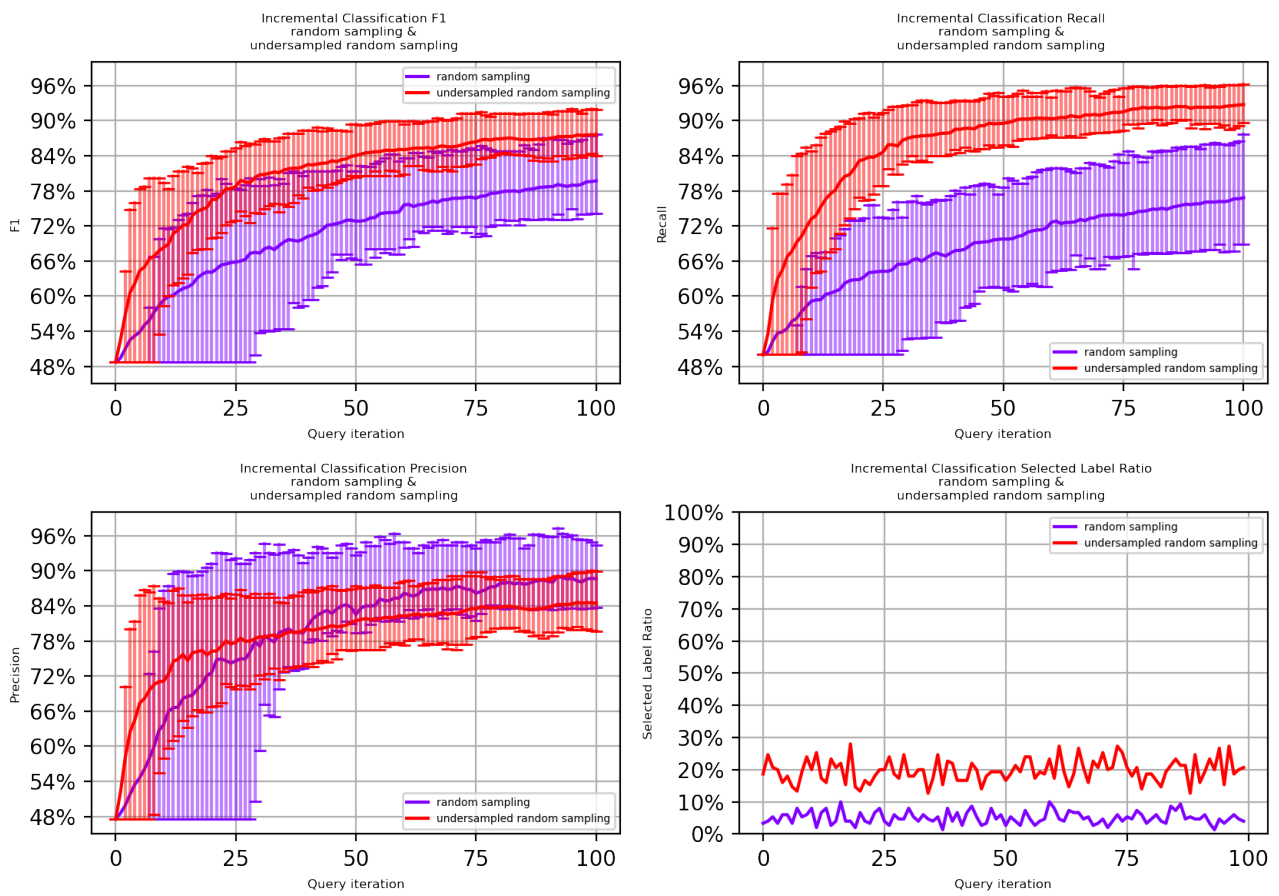 Incremental Classification F1
random sampling &
undersampled random sampling
96%
90%
84%
78%
72%
66%
60%
54%
48%
F1
random sampling
undersampled random sampling
0
25
50
75
100
Query iteration
Incremental Classification Recall
random sampling &
undersampled random sampling
96%
90%
84%
78%
72%
66%
60%
54%
48%
Recall
random sampling
undersampled random sampling
0
25
50
75
100
Query iteration
Incremental Classification Precision
random sampling &
undersampled random sampling
96%
90%
84%
78%
72%
66%
60%
54%
48%
Precision
random sampling
undersampled random sampling
0
25
50
75
100
Query iteration
Incremental Classification Selected Label Ratio
random sampling &
undersampled random sampling
100%
90%
80%
70%
60%
50%
40%
30%
20%
10%
0%
Selected Label Ratio
random sampling
undersampled random sampling
0
25
50
75
100
Query iteration